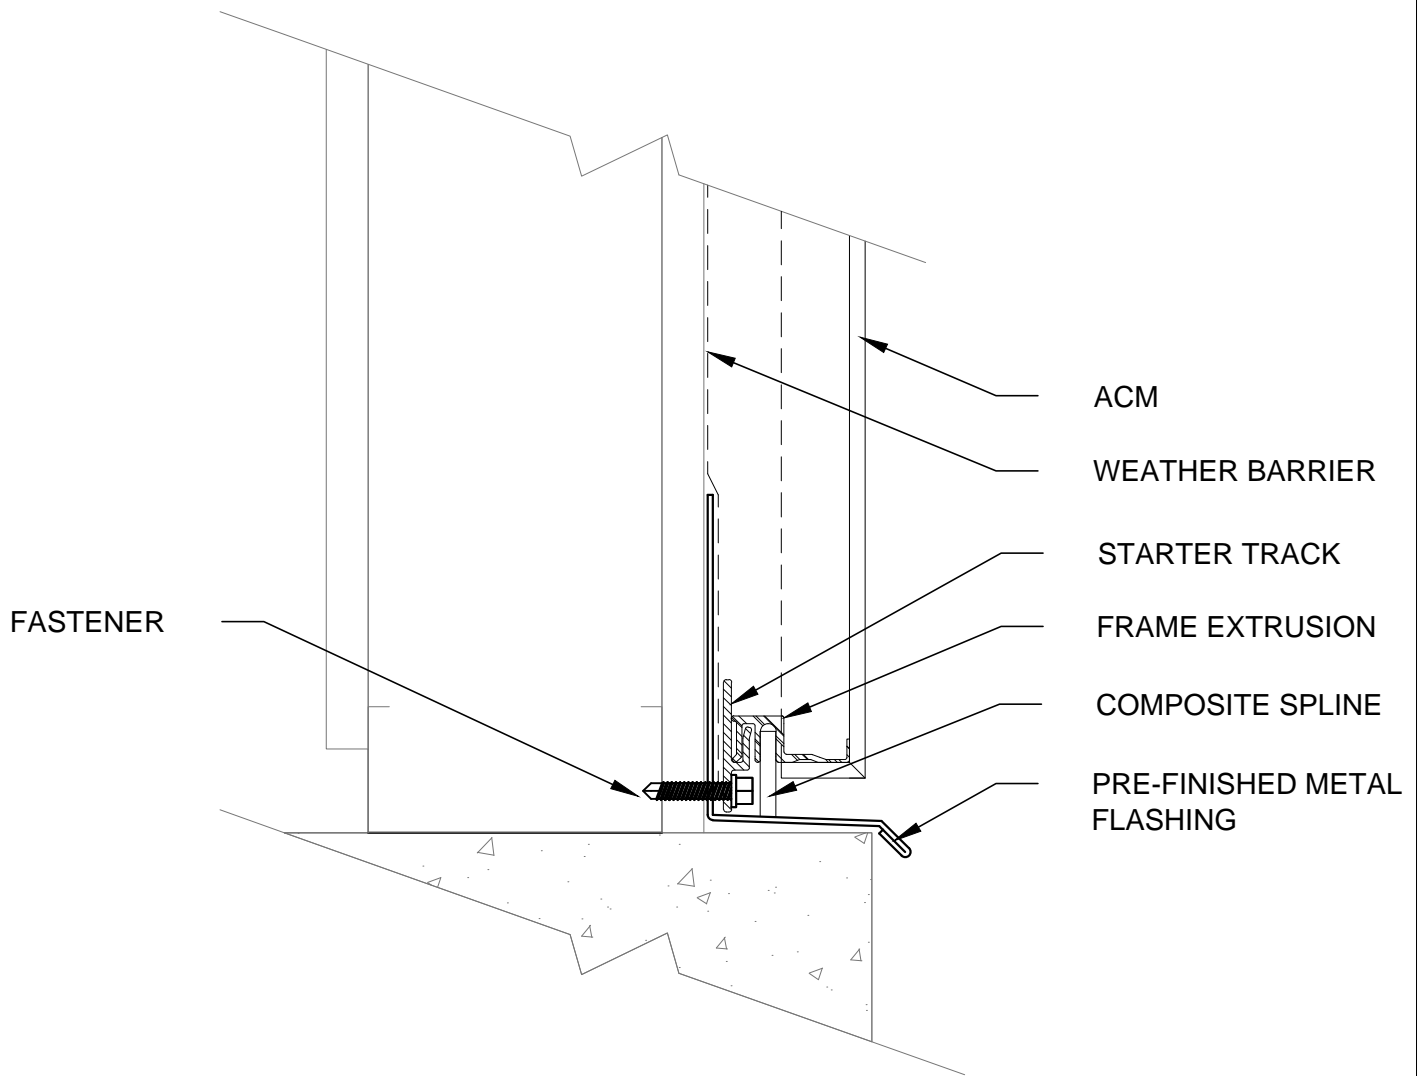 ACM
WEATHER BARRIER
STARTER TRACK
FASTENER
FRAME EXTRUSION
COMPOSITE SPLINE
PRE-FINISHED METAL
FLASHING